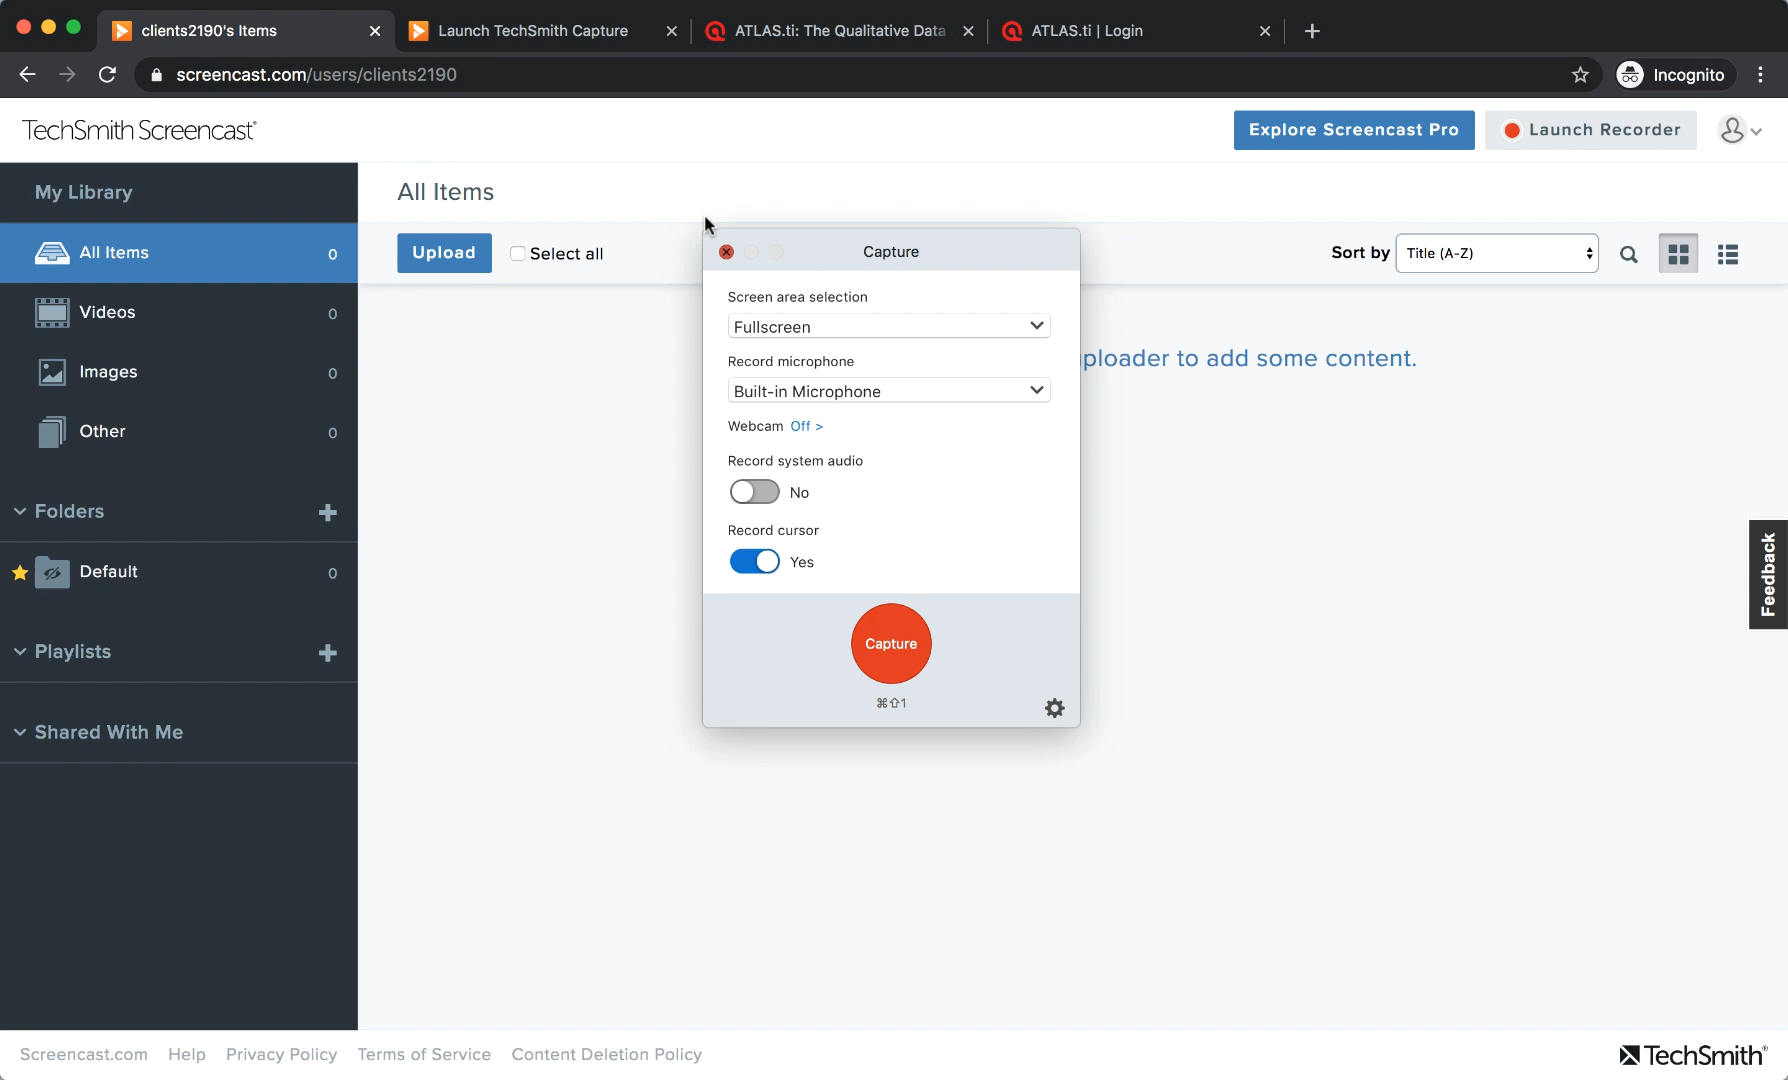 clients2190's Items
Launch TechSmith Capture
ATLAS.ti: The Qualitative Data
ATLAS.ti | Login
screencast.com/users/clients2190
Incognito
TechSmith Screencast®
Explore Screencast Pro
Launch Recorder
My Library
All Items
All Items 0
Upload
Select all
Capture
Sort by
Title (A-Z)
Videos 0
Images 0
Other 0
Folders
Default 0
Playlists
Shared With Me
Screen area selection
Fullscreen
ploader to add some content.
Record microphone
Built-in Microphone
Webcam Off >
Record system audio
No
Record cursor
Yes
Capture
⌘⇧1
Feedback
Screencast.com Help Privacy Policy Terms of Service Content Deletion Policy
TechSmith®